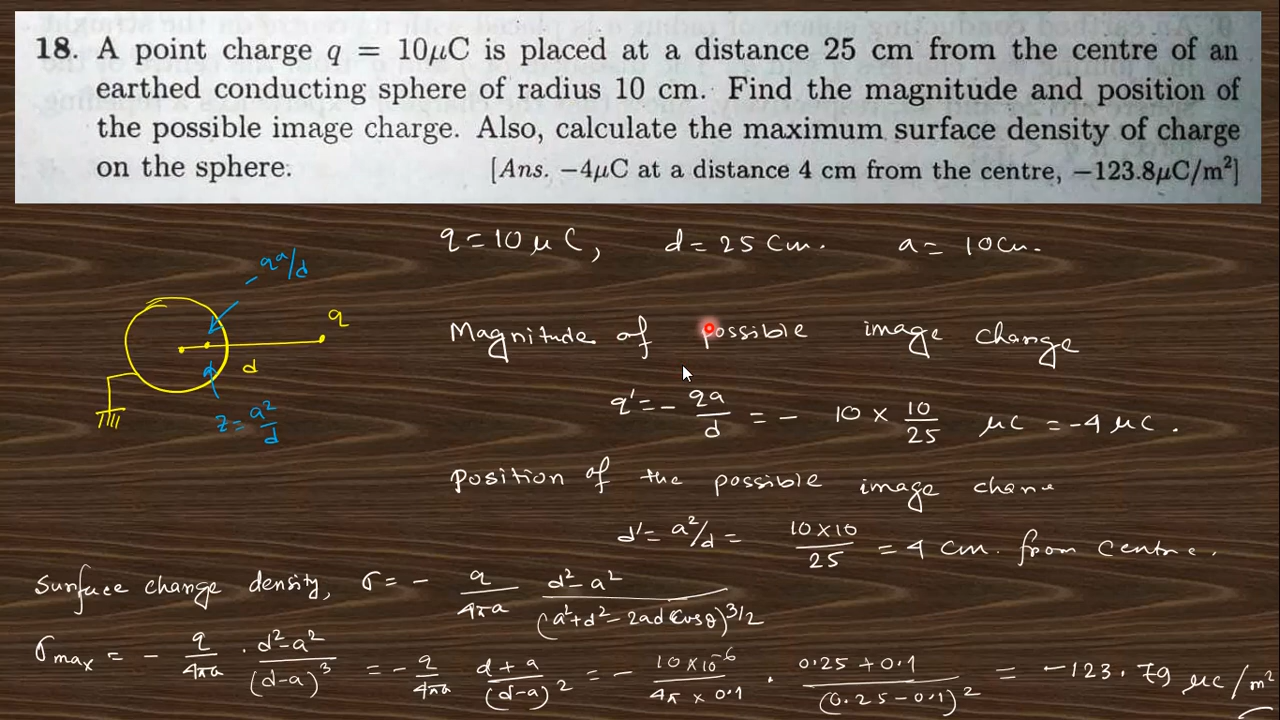 18. A point charge q = 10μC is placed at a distance 25 cm from the centre of an
earthed conducting sphere of radius 10 cm. Find the magnitude and position of
the possible image charge. Also, calculate the maximum surface density of charge
on the sphere. [Ans. −4μC at a distance 4 cm from the centre, −123.8μC/m²]
q = 10 μC, d = 25 cm. a = 10 cm.
-qa/d
q
d
z = a²/d
Magnitude of possible image change
q' = - qa/d = - 10 × 10/25 μC = -4 μC.
Position of the possible image chane
d' = a²/d = 10×10/25 = 4 cm. from centre.
Surface change density, σ = - q/4πa (d²-a²)/(a²+d²-2ad cosθ)^3/2
σmax = - q/4πa · (d²-a²)/(d-a)³ = - q/4πa (d+a)/(d-a)² = - 10×10⁻⁶/4π×0.1 · (0.25+0.1)/(0.25-0.1)² = -123.79 μC/m²